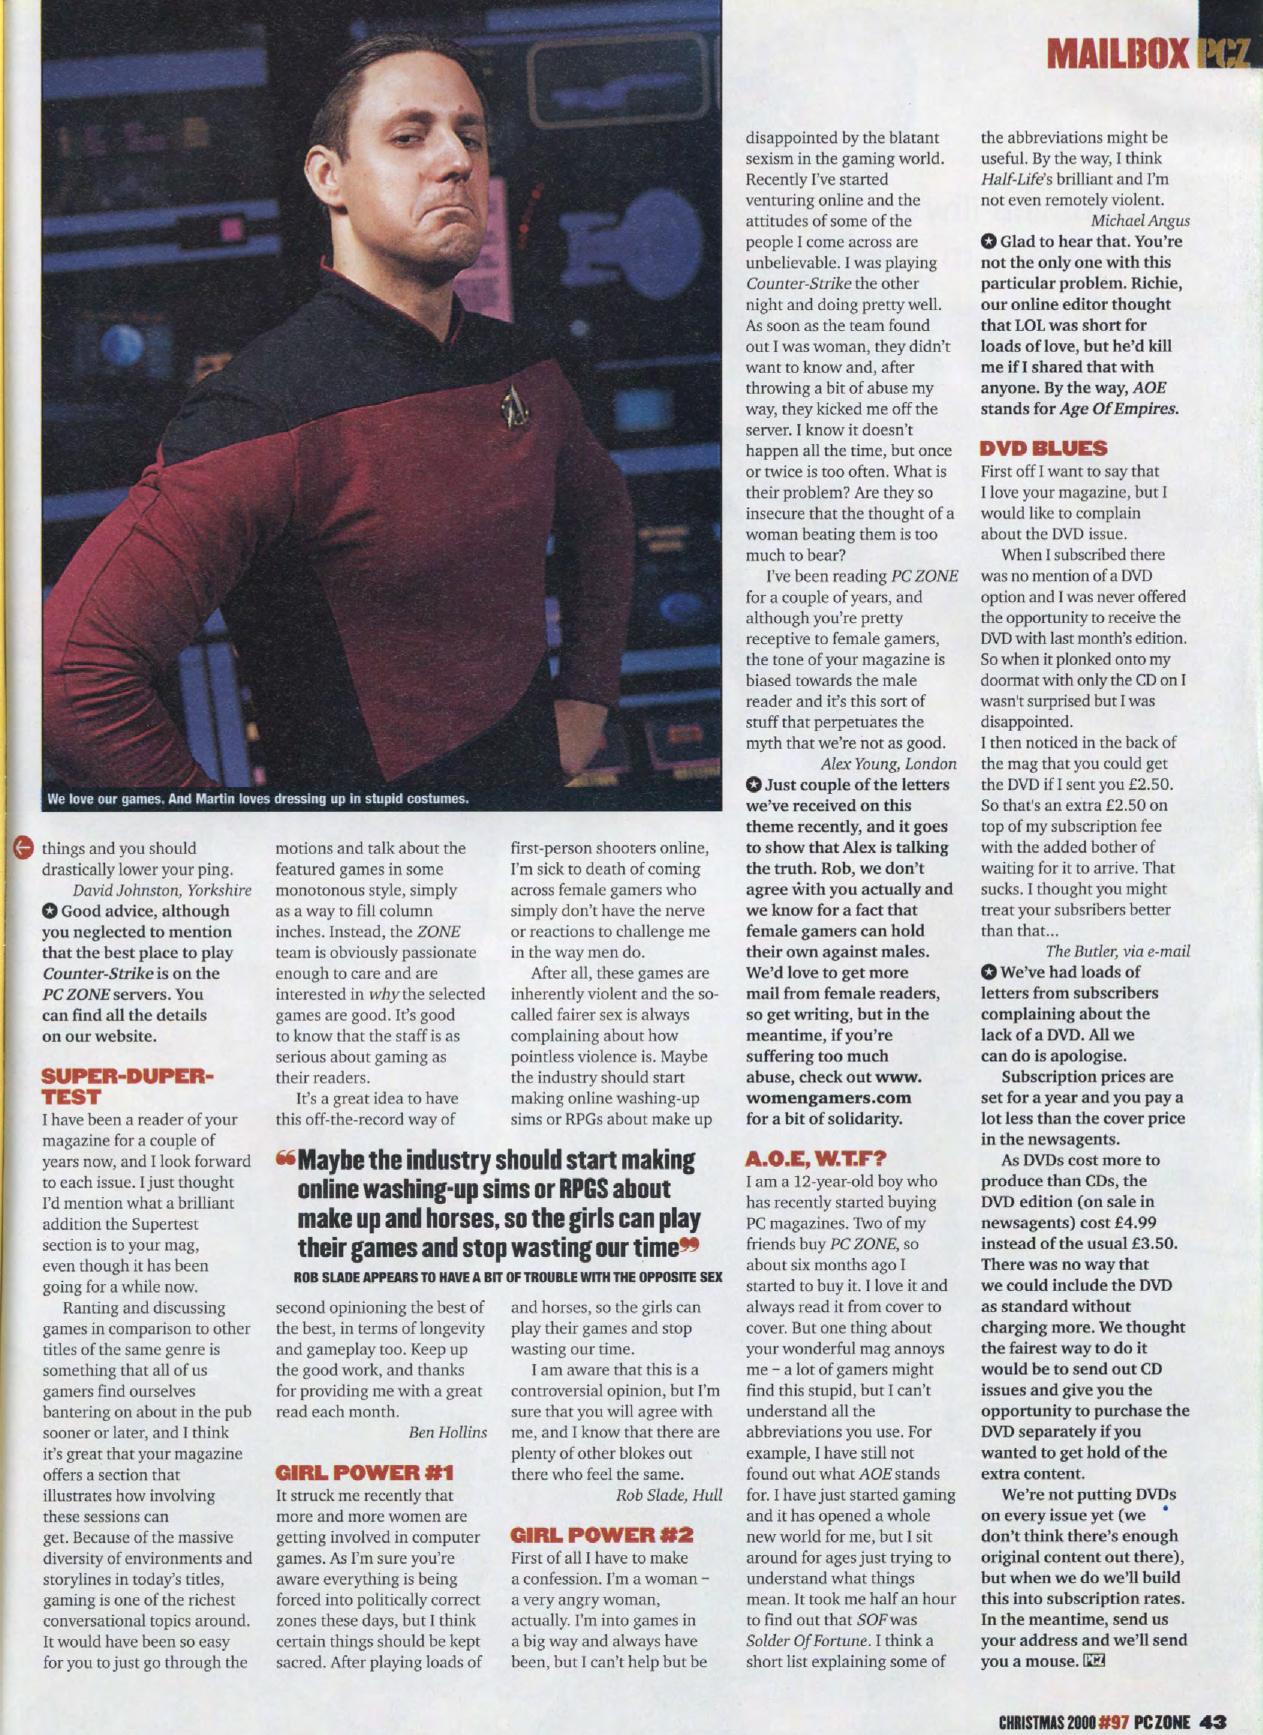 MAILBOX PCZ
We love our games. And Martin loves dressing up in stupid costumes.
things and you should
drastically lower your ping.
David Johnston, Yorkshire
Good advice, although
you neglected to mention
that the best place to play
Counter-Strike is on the
PC ZONE servers. You
can find all the details
on our website.
SUPER-DUPER-
TEST
I have been a reader of your
magazine for a couple of
years now, and I look forward
to each issue. I just thought
I'd mention what a brilliant
addition the Supertest
section is to your mag,
even though it has been
going for a while now.
Ranting and discussing
games in comparison to other
titles of the same genre is
something that all of us
gamers find ourselves
bantering on about in the pub
sooner or later, and I think
it's great that your magazine
offers a section that
illustrates how involving
these sessions can
get. Because of the massive
diversity of environments and
storylines in today's titles,
gaming is one of the richest
conversational topics around.
It would have been so easy
for you to just go through the
motions and talk about the
featured games in some
monotonous style, simply
as a way to fill column
inches. Instead, the ZONE
team is obviously passionate
enough to care and are
interested in why the selected
games are good. It's good
to know that the staff is as
serious about gaming as
their readers.
It's a great idea to have
this off-the-record way of
second opinioning the best of
the best, in terms of longevity
and gameplay too. Keep up
the good work, and thanks
for providing me with a great
read each month.
Ben Hollins
GIRL POWER #1
It struck me recently that
more and more women are
getting involved in computer
games. As I'm sure you're
aware everything is being
forced into politically correct
zones these days, but I think
certain things should be kept
sacred. After playing loads of
first-person shooters online,
I'm sick to death of coming
across female gamers who
simply don't have the nerve
or reactions to challenge me
in the way men do.
After all, these games are
inherently violent and the so-
called fairer sex is always
complaining about how
pointless violence is. Maybe
the industry should start
making online washing-up
sims or RPGs about make up
“Maybe the industry should start making
online washing-up sims or RPGS about
make up and horses, so the girls can play
their games and stop wasting our time”
ROB SLADE APPEARS TO HAVE A BIT OF TROUBLE WITH THE OPPOSITE SEX
and horses, so the girls can
play their games and stop
wasting our time.
I am aware that this is a
controversial opinion, but I'm
sure that you will agree with
me, and I know that there are
plenty of other blokes out
there who feel the same.
Rob Slade, Hull
GIRL POWER #2
First of all I have to make
a confession. I'm a woman –
a very angry woman,
actually. I'm into games in
a big way and always have
been, but I can't help but be
disappointed by the blatant
sexism in the gaming world.
Recently I've started
venturing online and the
attitudes of some of the
people I come across are
unbelievable. I was playing
Counter-Strike the other
night and doing pretty well.
As soon as the team found
out I was woman, they didn't
want to know and, after
throwing a bit of abuse my
way, they kicked me off the
server. I know it doesn't
happen all the time, but once
or twice is too often. What is
their problem? Are they so
insecure that the thought of a
woman beating them is too
much to bear?
I've been reading PC ZONE
for a couple of years, and
although you're pretty
receptive to female gamers,
the tone of your magazine is
biased towards the male
reader and it's this sort of
stuff that perpetuates the
myth that we're not as good.
Alex Young, London
Just couple of the letters
we've received on this
theme recently, and it goes
to show that Alex is talking
the truth. Rob, we don't
agree with you actually and
we know for a fact that
female gamers can hold
their own against males.
We'd love to get more
mail from female readers,
so get writing, but in the
meantime, if you're
suffering too much
abuse, check out www.
womengamers.com
for a bit of solidarity.
A.O.E, W.T.F?
I am a 12-year-old boy who
has recently started buying
PC magazines. Two of my
friends buy PC ZONE, so
about six months ago I
started to buy it. I love it and
always read it from cover to
cover. But one thing about
your wonderful mag annoys
me – a lot of gamers might
find this stupid, but I can't
understand all the
abbreviations you use. For
example, I have still not
found out what AOE stands
for. I have just started gaming
and it has opened a whole
new world for me, but I sit
around for ages just trying to
understand what things
mean. It took me half an hour
to find out that SOF was
Solder Of Fortune. I think a
short list explaining some of
the abbreviations might be
useful. By the way, I think
Half-Life's brilliant and I'm
not even remotely violent.
Michael Angus
Glad to hear that. You're
not the only one with this
particular problem. Richie,
our online editor thought
that LOL was short for
loads of love, but he'd kill
me if I shared that with
anyone. By the way, AOE
stands for Age Of Empires.
DVD BLUES
First off I want to say that
I love your magazine, but I
would like to complain
about the DVD issue.
When I subscribed there
was no mention of a DVD
option and I was never offered
the opportunity to receive the
DVD with last month's edition.
So when it plonked onto my
doormat with only the CD on I
wasn't surprised but I was
disappointed.
I then noticed in the back of
the mag that you could get
the DVD if I sent you £2.50.
So that's an extra £2.50 on
top of my subscription fee
with the added bother of
waiting for it to arrive. That
sucks. I thought you might
treat your subsribers better
than that...
The Butler, via e-mail
We've had loads of
letters from subscribers
complaining about the
lack of a DVD. All we
can do is apologise.
Subscription prices are
set for a year and you pay a
lot less than the cover price
in the newsagents.
As DVDs cost more to
produce than CDs, the
DVD edition (on sale in
newsagents) cost £4.99
instead of the usual £3.50.
There was no way that
we could include the DVD
as standard without
charging more. We thought
the fairest way to do it
would be to send out CD
issues and give you the
opportunity to purchase the
DVD separately if you
wanted to get hold of the
extra content.
We're not putting DVDs
on every issue yet (we
don't think there's enough
original content out there),
but when we do we'll build
this into subscription rates.
In the meantime, send us
your address and we'll send
you a mouse. PCZ
CHRISTMAS 2000 #97 PC ZONE 43